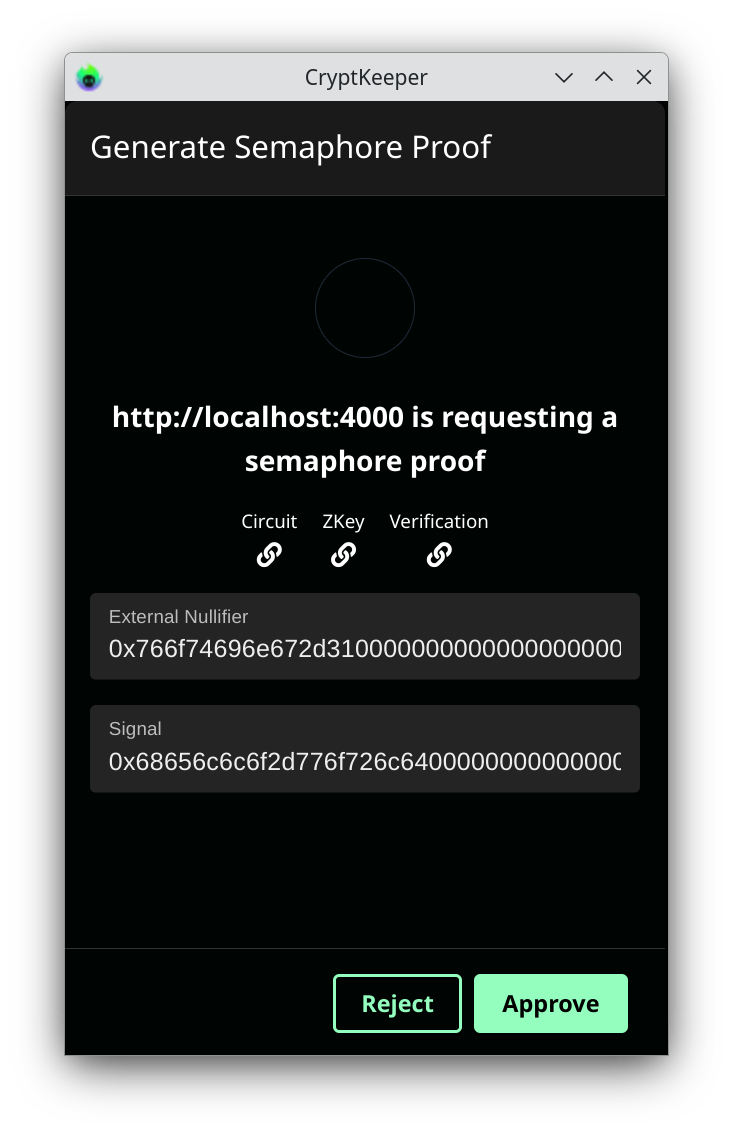 CryptKeeper
Generate Semaphore Proof
http://localhost:4000 is requesting a
semaphore proof
Circuit ZKey Verification
External Nullifier
0x766f74696e672d31000000000000000000000
Signal
0x68656c6c6f2d776f726c6400000000000000
Reject Approve